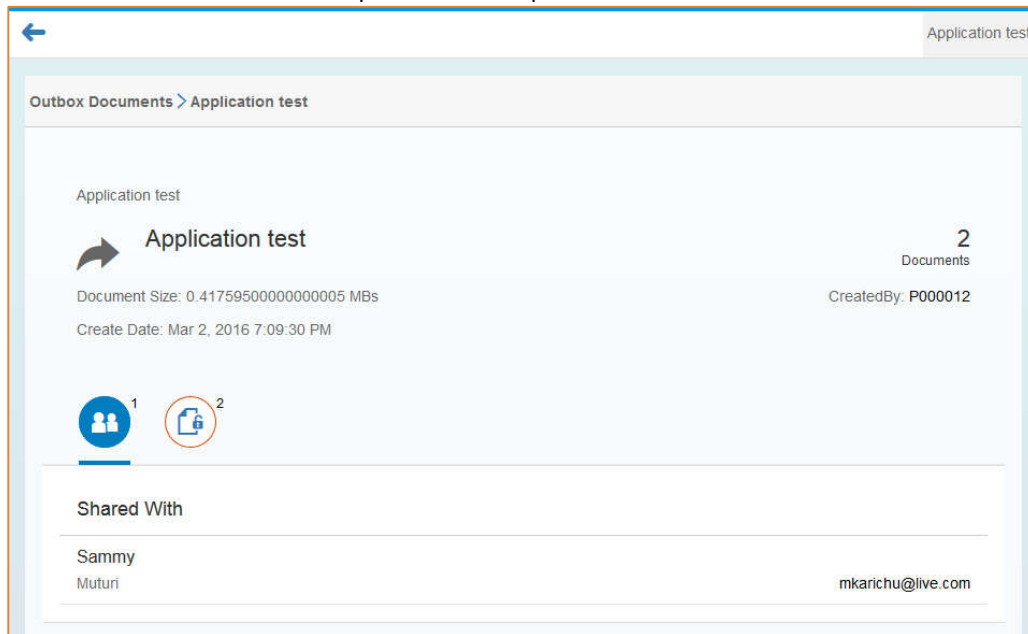 Application test
Outbox Documents > Application test
Application test
Application test
2
Documents
Document Size: 0.41759500000000005 MBs
CreatedBy: P000012
Create Date: Mar 2, 2016 7:09:30 PM
1
2
Shared With
Sammy
Muturi
mkarichu@live.com